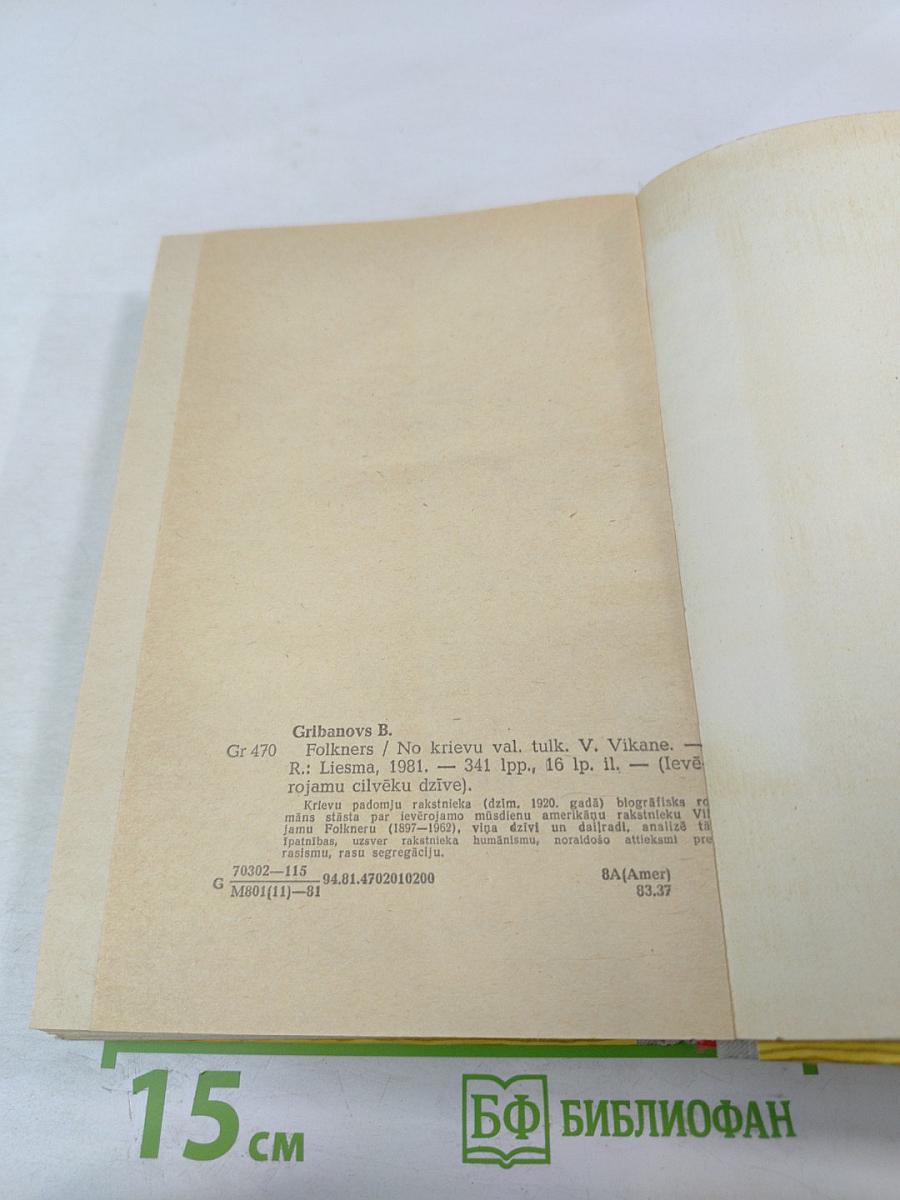 Gribanovs B.
Gr 470 Folkners / No krievu val. tulk. V. Vikane. —
R.: Liesma, 1981. — 341 lpp., 16 lp. il. — (Ievē-
rojamu cilvēku dzīve).
Krievu padomju rakstnieka (dzim. 1920. gadā) biogrāfisks ro
māns stāsta par ievērojamo mūsdienu amerikāņu rakstnieku Vil
jamu Folkneru (1897—1962), viņa dzīvi un daiļradi, analizē tā
īpatnības, uzsver rakstnieka humānismu, noraidošo attieksmi pre
rasismu, rasu segregāciju.
G 70302—115 94.81.4702010200 8A(Amer)
M801(11)—81 83.37
15 см
БФ БИБЛИОФАН